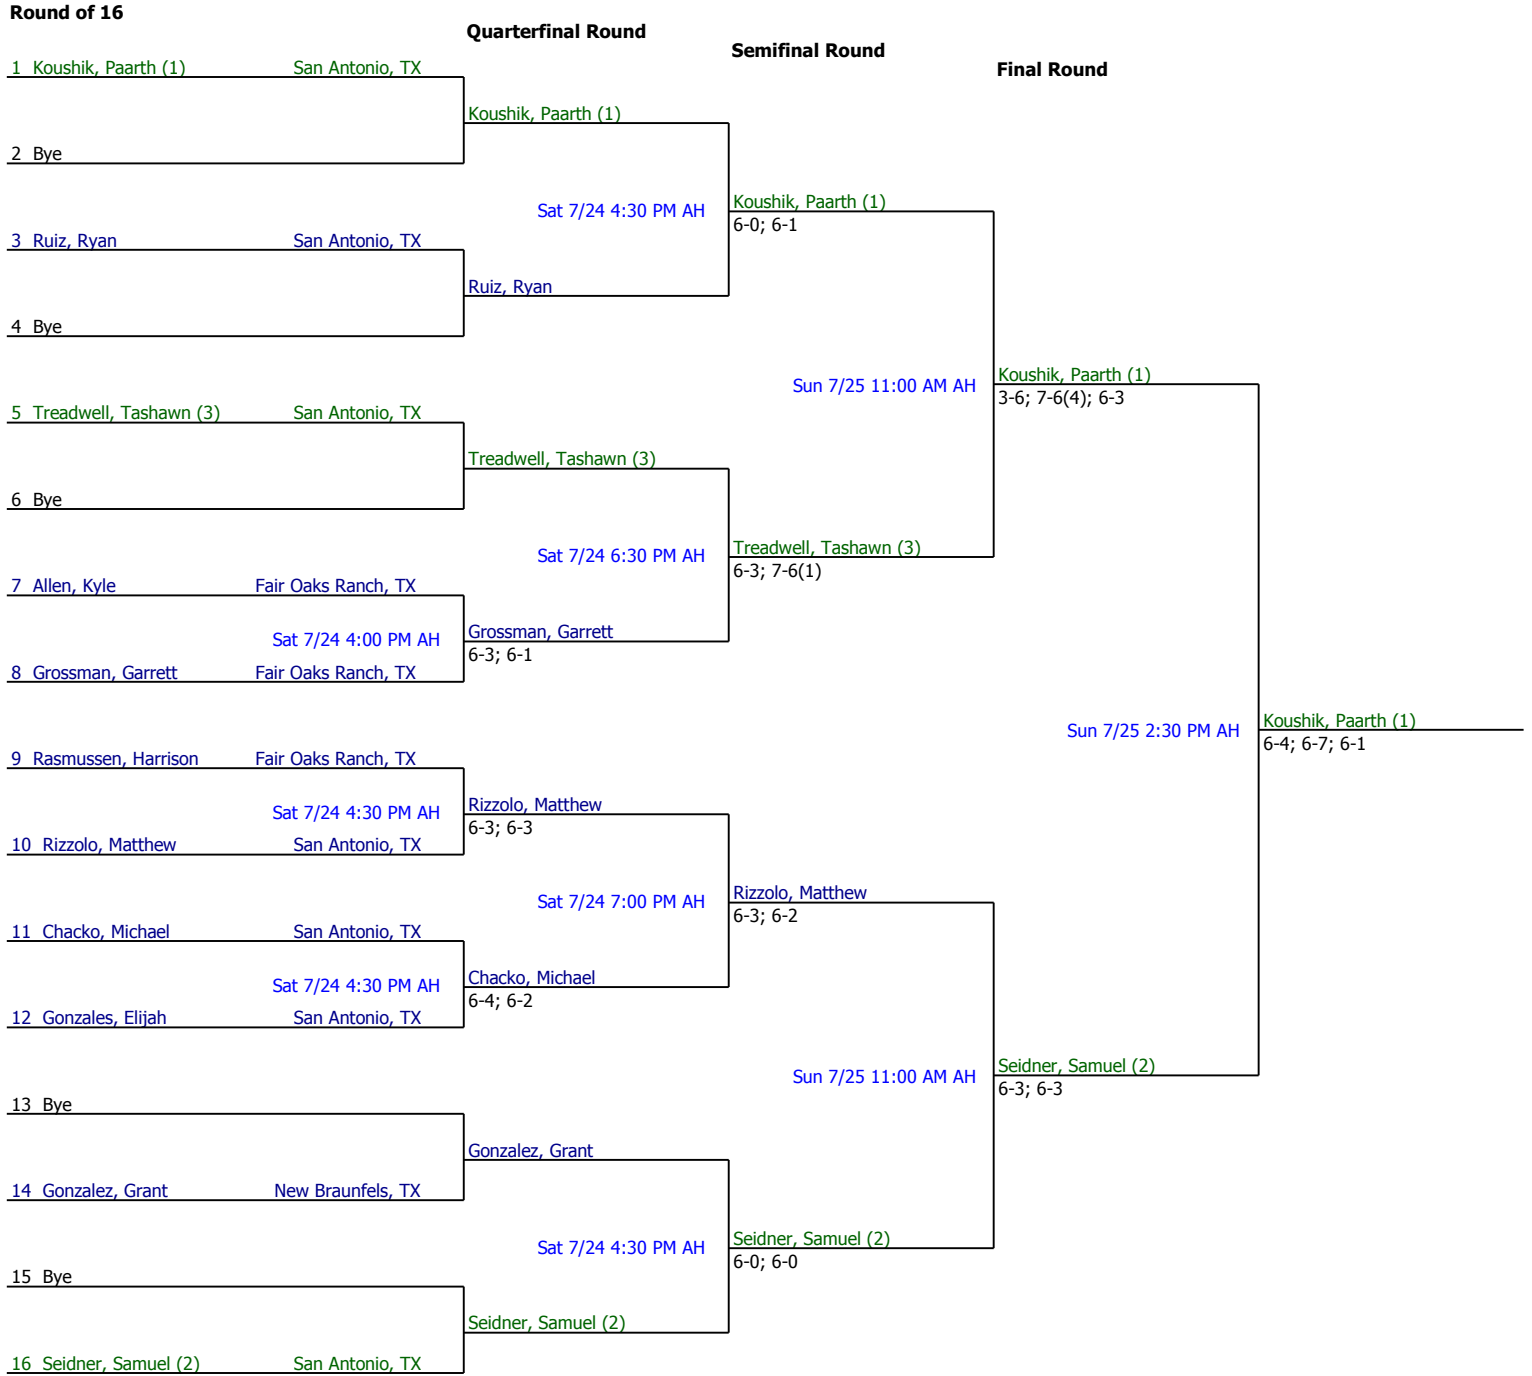 Round of 16
Quarterfinal Round
Semifinal Round
Final Round
1 Koushik, Paarth (1) San Antonio, TX
Koushik, Paarth (1)
2 Bye
Sat 7/24 4:30 PM AH
Koushik, Paarth (1)
6-0; 6-1
3 Ruiz, Ryan San Antonio, TX
Ruiz, Ryan
4 Bye
Sun 7/25 11:00 AM AH
Koushik, Paarth (1)
3-6; 7-6(4); 6-3
5 Treadwell, Tashawn (3) San Antonio, TX
Treadwell, Tashawn (3)
6 Bye
Sat 7/24 6:30 PM AH
Treadwell, Tashawn (3)
6-3; 7-6(1)
7 Allen, Kyle Fair Oaks Ranch, TX
Sat 7/24 4:00 PM AH
Grossman, Garrett
6-3; 6-1
8 Grossman, Garrett Fair Oaks Ranch, TX
Sun 7/25 2:30 PM AH
Koushik, Paarth (1)
6-4; 6-7; 6-1
9 Rasmussen, Harrison Fair Oaks Ranch, TX
Sat 7/24 4:30 PM AH
Rizzolo, Matthew
6-3; 6-3
10 Rizzolo, Matthew San Antonio, TX
Sat 7/24 7:00 PM AH
Rizzolo, Matthew
6-3; 6-2
11 Chacko, Michael San Antonio, TX
Sat 7/24 4:30 PM AH
Chacko, Michael
6-4; 6-2
12 Gonzales, Elijah San Antonio, TX
Sun 7/25 11:00 AM AH
Seidner, Samuel (2)
6-3; 6-3
13 Bye
Gonzalez, Grant
14 Gonzalez, Grant New Braunfels, TX
Sat 7/24 4:30 PM AH
Seidner, Samuel (2)
6-0; 6-0
15 Bye
Seidner, Samuel (2)
16 Seidner, Samuel (2) San Antonio, TX